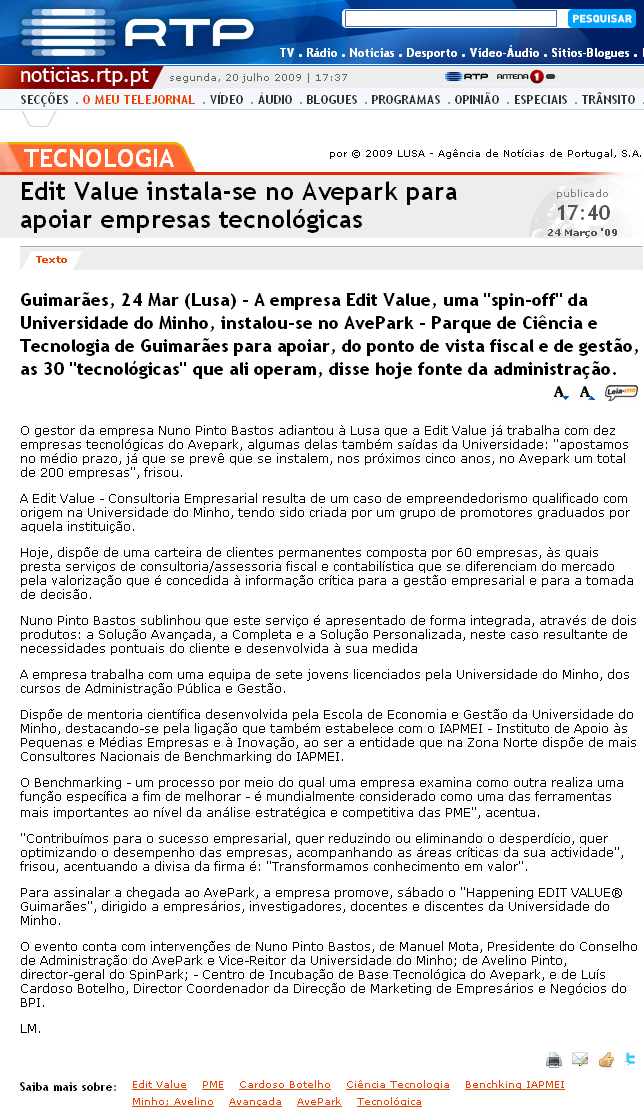 RTP
PESQUISAR
TV . Rádio . Noticias . Desporto . Vídeo-Áudio . Sítios-Blogues .
noticias.rtp.pt segunda, 20 julho 2009 | 17:37 RTP ANTENA 1
SECÇÕES . O MEU TELEJORNAL . VÍDEO . ÁUDIO . BLOGUES . PROGRAMAS . OPINIÃO . ESPECIAIS . TRÂNSITO .
TECNOLOGIA por © 2009 LUSA - Agência de Notícias de Portugal, S.A.
Edit Value instala-se no Avepark para
apoiar empresas tecnológicas
publicado
17:40
24 Março '09
Texto
Guimarães, 24 Mar (Lusa) - A empresa Edit Value, uma "spin-off" da
Universidade do Minho, instalou-se no AvePark - Parque de Ciência e
Tecnologia de Guimarães para apoiar, do ponto de vista fiscal e de gestão,
as 30 "tecnológicas" que ali operam, disse hoje fonte da administração.
A A Leia-me
O gestor da empresa Nuno Pinto Bastos adiantou à Lusa que a Edit Value já trabalha com dez
empresas tecnológicas do Avepark, algumas delas também saídas da Universidade: "apostamos
no médio prazo, já que se prevê que se instalem, nos próximos cinco anos, no Avepark um total
de 200 empresas", frisou.
A Edit Value - Consultoria Empresarial resulta de um caso de empreendedorismo qualificado com
origem na Universidade do Minho, tendo sido criada por um grupo de promotores graduados por
aquela instituição.
Hoje, dispõe de uma carteira de clientes permanentes composta por 60 empresas, às quais
presta serviços de consultoria/assessoria fiscal e contabilística que se diferenciam do mercado
pela valorização que é concedida à informação crítica para a gestão empresarial e para a tomada
de decisão.
Nuno Pinto Bastos sublinhou que este serviço é apresentado de forma integrada, através de dois
produtos: a Solução Avançada, a Completa e a Solução Personalizada, neste caso resultante de
necessidades pontuais do cliente e desenvolvida à sua medida
A empresa trabalha com uma equipa de sete jovens licenciados pela Universidade do Minho, dos
cursos de Administração Pública e Gestão.
Dispõe de mentoria científica desenvolvida pela Escola de Economia e Gestão da Universidade do
Minho, destacando-se pela ligação que também estabelece com o IAPMEI - Instituto de Apoio às
Pequenas e Médias Empresas e à Inovação, ao ser a entidade que na Zona Norte dispõe de mais
Consultores Nacionais de Benchmarking do IAPMEI.
O Benchmarking - um processo por meio do qual uma empresa examina como outra realiza uma
função específica a fim de melhorar - é mundialmente considerado como uma das ferramentas
mais importantes ao nível da análise estratégica e competitiva das PME", acentua.
"Contribuímos para o sucesso empresarial, quer reduzindo ou eliminando o desperdício, quer
optimizando o desempenho das empresas, acompanhando as áreas críticas da sua actividade",
frisou, acentuando a divisa da firma é: "Transformamos conhecimento em valor".
Para assinalar a chegada ao AvePark, a empresa promove, sábado o "Happening EDIT VALUE®
Guimarães", dirigido a empresários, investigadores, docentes e discentes da Universidade do
Minho.
O evento conta com intervenções de Nuno Pinto Bastos, de Manuel Mota, Presidente do Conselho
de Administração do AvePark e Vice-Reitor da Universidade do Minho; de Avelino Pinto,
director-geral do SpinPark; - Centro de Incubação de Base Tecnológica do Avepark, e de Luís
Cardoso Botelho, Director Coordenador da Direcção de Marketing de Empresários e Negócios do
BPI.
LM.
Saiba mais sobre: Edit Value PME Cardoso Botelho Ciência Tecnologia Benchking IAPMEI
Minho; Avelino Avançada AvePark Tecnológica